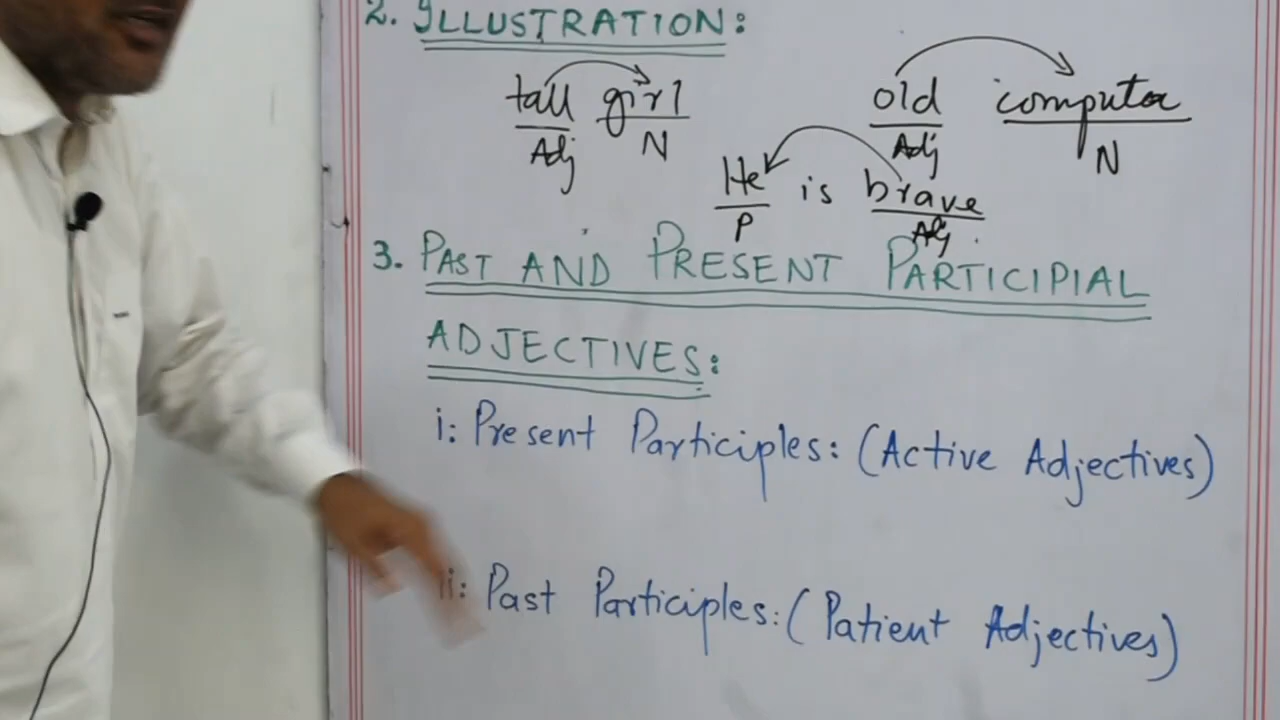 2. ILLUSTRATION:
tall girl old computer
Adj N Adj N
He is brave
P Adj
3. PAST AND PRESENT PARTICIPIAL
ADJECTIVES:
i: Present Participles: (Active Adjectives)
ii: Past Participles: (Patient Adjectives)